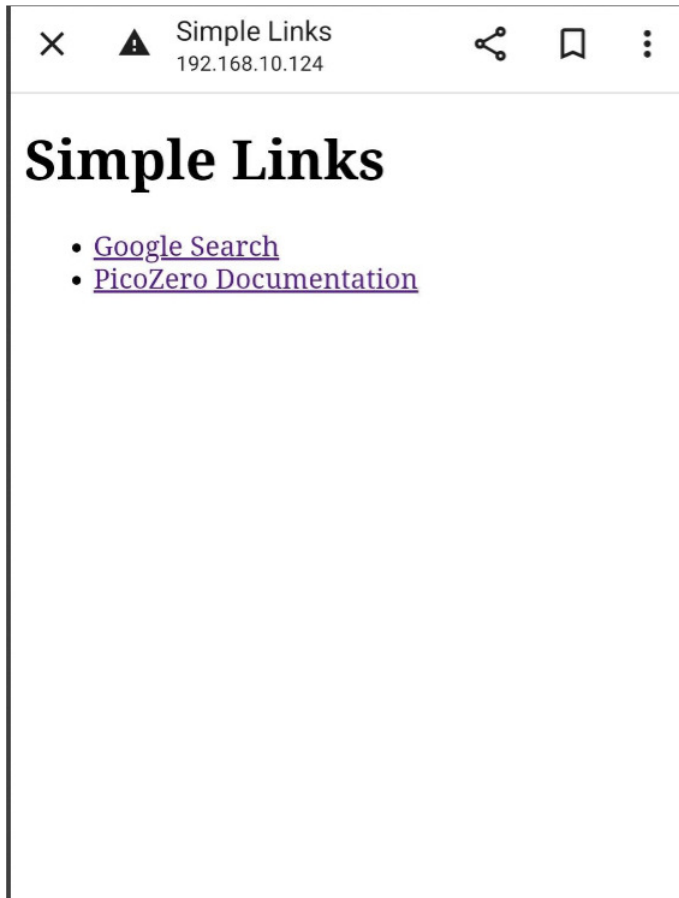 Simple Links
192.168.10.124
Simple Links
Google Search
PicoZero Documentation